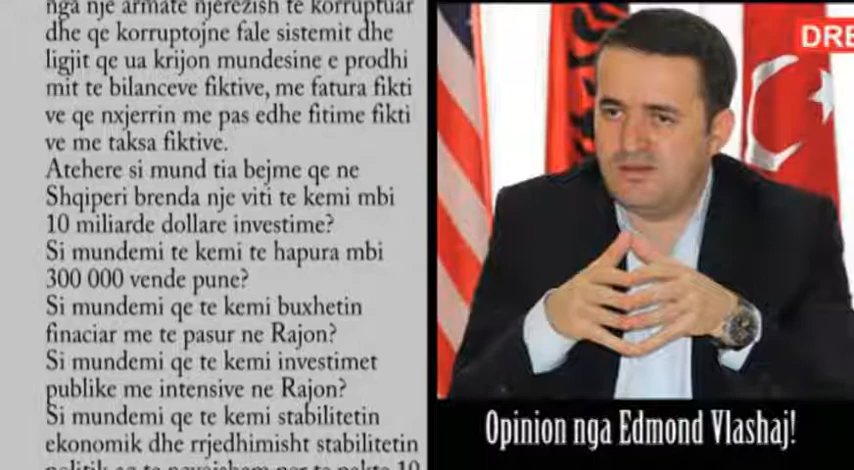 nga nje armate njerezish te korruptuar
dhe qe korruptojne fale sistemit dhe
ligjit qe ua krijon mundesine e prodhi
mit te bilanceve fiktive, me fatura fikti
ve qe nxjerrin me pas edhe fitime fikti
ve me taksa fiktive.
Atehere si mund tia bejme qe ne
Shqiperi brenda nje viti te kemi mbi
10 miliarde dollare investime?
Si mundemi te kemi te hapura mbi
300 000 vende pune?
Si mundemi qe te kemi buxhetin
finaciar me te pasur ne Rajon?
Si mundemi qe te kemi investimet
publike me intensive ne Rajon?
Si mundemi qe te kemi stabilitetin
ekonomik dhe rrjedhimisht stabilitetin
DRE
Opinion nga Edmond Vlashaj!